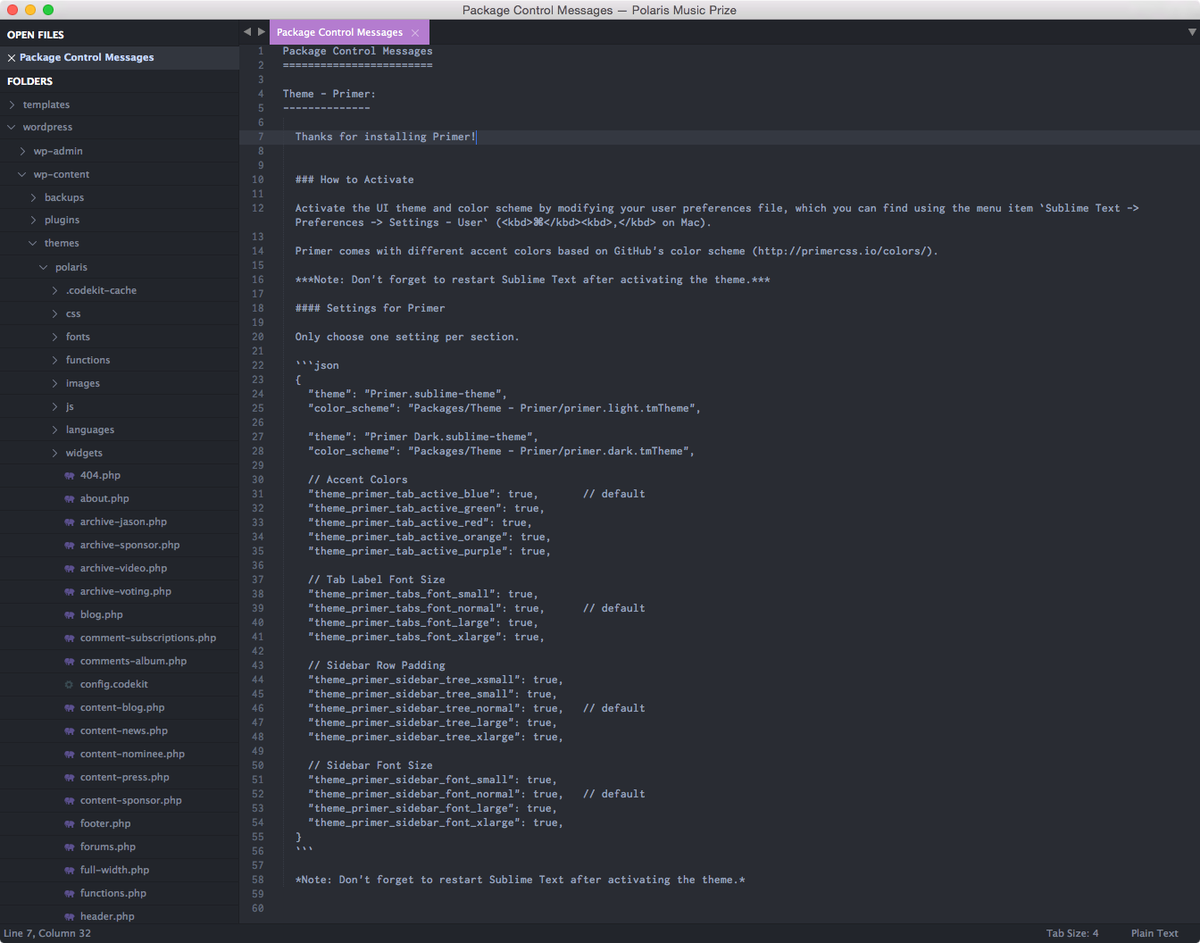 Package Control Messages — Polaris Music Prize
OPEN FILES
Package Control Messages
FOLDERS
templates
wordpress
wp-admin
wp-content
backups
plugins
themes
polaris
.codekit-cache
css
fonts
functions
images
js
languages
widgets
404.php
about.php
archive-jason.php
archive-sponsor.php
archive-video.php
archive-voting.php
blog.php
comment-subscriptions.php
comments-album.php
config.codekit
content-blog.php
content-news.php
content-nominee.php
content-press.php
content-sponsor.php
footer.php
forums.php
full-width.php
functions.php
header.php
Package Control Messages
1 Package Control Messages
2 ========================
3
4 Theme - Primer:
5 --------------
6
7 Thanks for installing Primer!
8
9
10 ### How to Activate
11
12 Activate the UI theme and color scheme by modifying your user preferences file, which you can find using the menu item `Sublime Text ->
Preferences -> Settings - User` (<kbd>⌘</kbd><kbd>,</kbd> on Mac).
13
14 Primer comes with different accent colors based on GitHub's color scheme (http://primercss.io/colors/).
15
16 ***Note: Don't forget to restart Sublime Text after activating the theme.***
17
18 #### Settings for Primer
19
20 Only choose one setting per section.
21
22 ```json
23 {
24 "theme": "Primer.sublime-theme",
25 "color_scheme": "Packages/Theme - Primer/primer.light.tmTheme",
26
27 "theme": "Primer Dark.sublime-theme",
28 "color_scheme": "Packages/Theme - Primer/primer.dark.tmTheme",
29
30 // Accent Colors
31 "theme_primer_tab_active_blue": true, // default
32 "theme_primer_tab_active_green": true,
33 "theme_primer_tab_active_red": true,
34 "theme_primer_tab_active_orange": true,
35 "theme_primer_tab_active_purple": true,
36
37 // Tab Label Font Size
38 "theme_primer_tabs_font_small": true,
39 "theme_primer_tabs_font_normal": true, // default
40 "theme_primer_tabs_font_large": true,
41 "theme_primer_tabs_font_xlarge": true,
42
43 // Sidebar Row Padding
44 "theme_primer_sidebar_tree_xsmall": true,
45 "theme_primer_sidebar_tree_small": true,
46 "theme_primer_sidebar_tree_normal": true, // default
47 "theme_primer_sidebar_tree_large": true,
48 "theme_primer_sidebar_tree_xlarge": true,
49
50 // Sidebar Font Size
51 "theme_primer_sidebar_font_small": true,
52 "theme_primer_sidebar_font_normal": true, // default
53 "theme_primer_sidebar_font_large": true,
54 "theme_primer_sidebar_font_xlarge": true,
55 }
56 ```
57
58 *Note: Don't forget to restart Sublime Text after activating the theme.*
59
60
Line 7, Column 32
Tab Size: 4
Plain Text